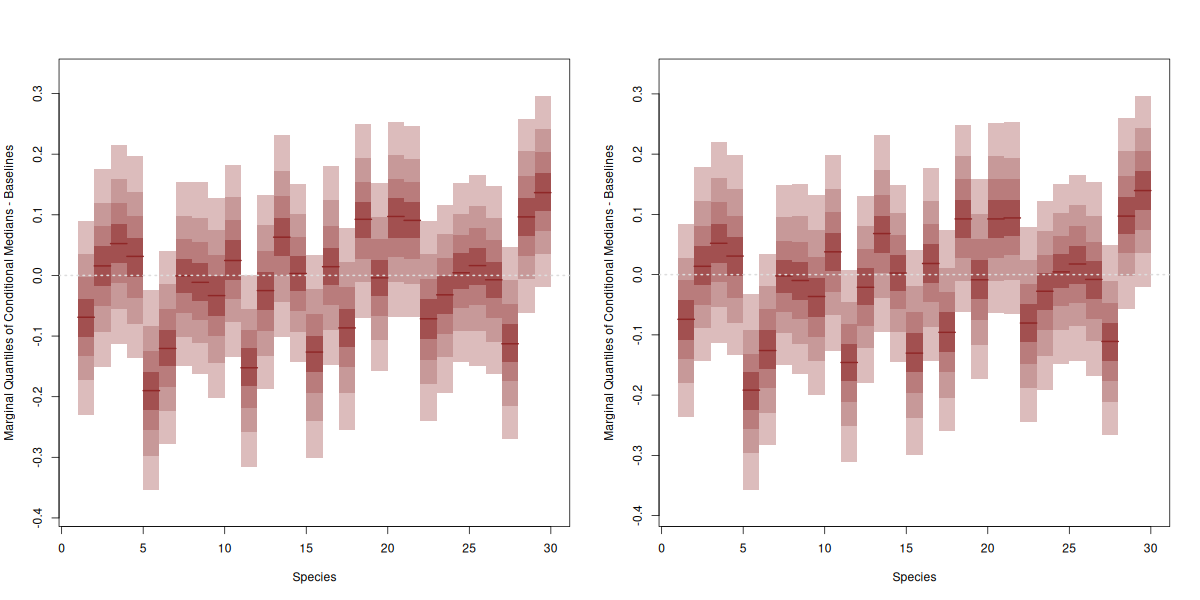 Marginal Quantiles of Conditional Medians - Baselines
0.3
0.2
0.1
0.0
-0.1
-0.2
-0.3
-0.4
0 5 10 15 20 25 30
Species
Marginal Quantiles of Conditional Medians - Baselines
0.3
0.2
0.1
0.0
-0.1
-0.2
-0.3
-0.4
0 5 10 15 20 25 30
Species